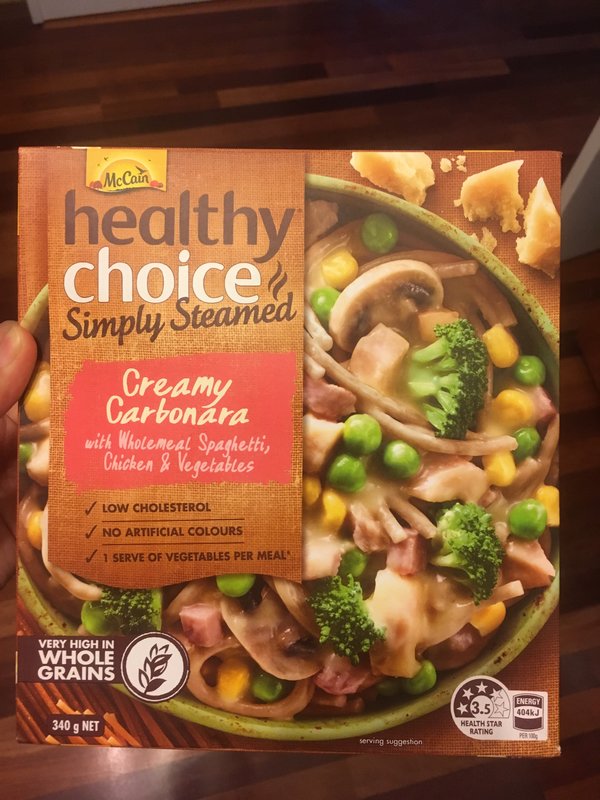 McCain
healthy
choice
Simply Steamed
Creamy
Carbonara
with Wholemeal Spaghetti,
Chicken & Vegetables
✓ LOW CHOLESTEROL
✓ NO ARTIFICIAL COLOURS
✓ 1 SERVE OF VEGETABLES PER MEAL*
VERY HIGH IN
WHOLE
GRAINS
340 g NET
serving suggestion
3.5
HEALTH STAR
RATING
ENERGY
404kJ
PER 100g